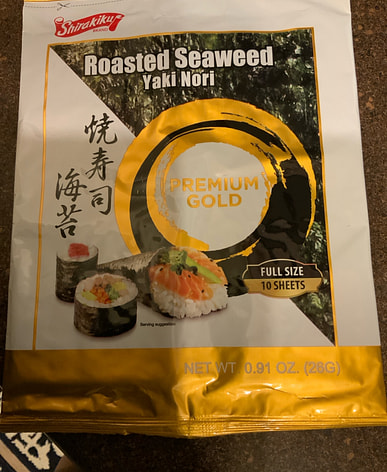 Shirakiku
BRAND
Roasted Seaweed
Yaki Nori
焼寿司
海苔
PREMIUM
GOLD
FULL SIZE
10 SHEETS
Serving suggestion
NET WT. 0.91 OZ. (26G)